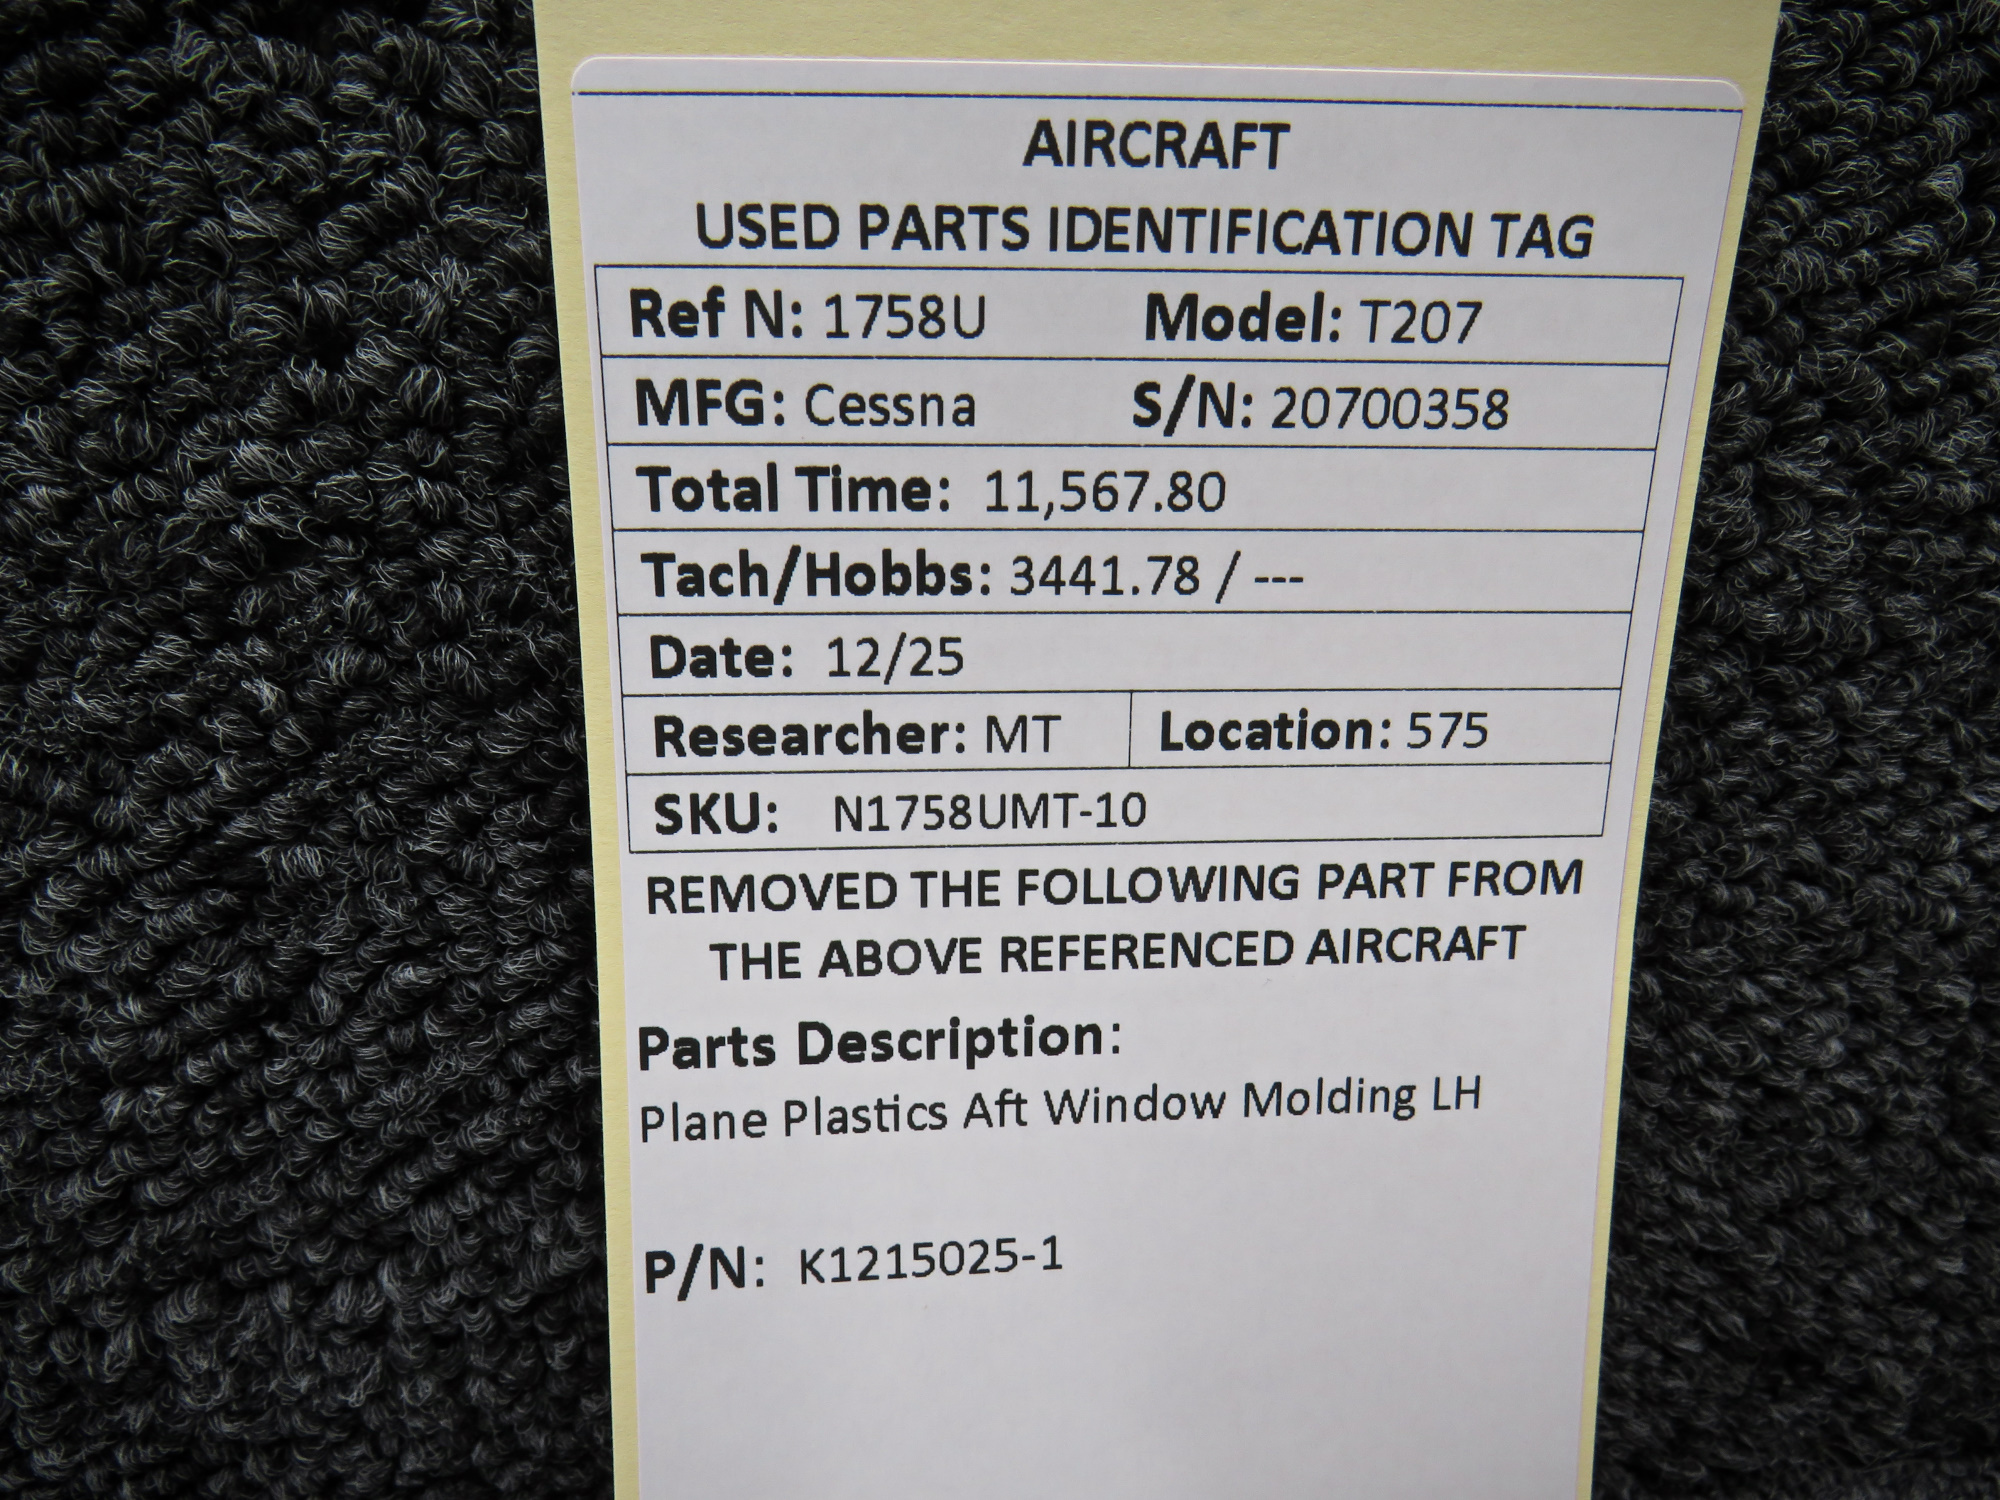 AIRCRAFT
USED PARTS IDENTIFICATION TAG
Ref N: 1758U Model: T207
MFG: Cessna S/N: 20700358
Total Time: 11,567.80
Tach/Hobbs: 3441.78 / ---
Date: 12/25
Researcher: MT Location: 575
SKU: N1758UMT-10
REMOVED THE FOLLOWING PART FROM
THE ABOVE REFERENCED AIRCRAFT
Parts Description:
Plane Plastics Aft Window Molding LH
P/N: K1215025-1